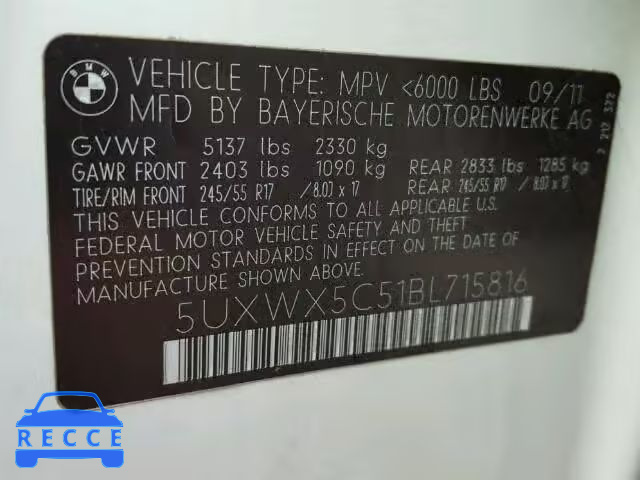 BMW
VEHICLE TYPE: MPV <6000 LBS 09/11
MFD BY BAYERISCHE MOTORENWERKE AG
GVWR 5137 lbs 2330 kg
GAWR FRONT 2403 lbs 1090 kg REAR 2833 lbs 1285 kg
TIRE/RIM FRONT 245/55 R17 / 8.0J x 17 REAR 245/55 R17 / 8.0J x 17
THIS VEHICLE CONFORMS TO ALL APPLICABLE U.S.
FEDERAL MOTOR VEHICLE SAFETY AND THEFT
PREVENTION STANDARDS IN EFFECT ON THE DATE OF
MANUFACTURE SHOWN ABOVE.
5UXWX5C51BL715816
7 217 372
RECCE